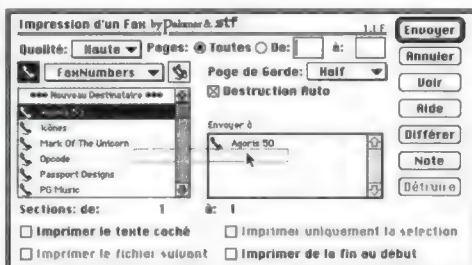 Impression d'un Fax by Palomar & stf 1.1F
Envoyer
Qualité: Haute Pages: Toutes De: à:
Annuler
FaxNumbers Page de Garde: Half
Voir
*** Nouveau Destinataire *** Destruction Auto
Aide
Icônes Envoyer à
Différer
Mark Of The Unicorn Agoris 50
Opcode
Note
Passport Designs
PG Music
Détruire
Sections: de: 1 à: 1
Imprimer le texte caché Imprimer uniquement la sélection
Imprimer le fichier suivant Imprimer de la fin au début